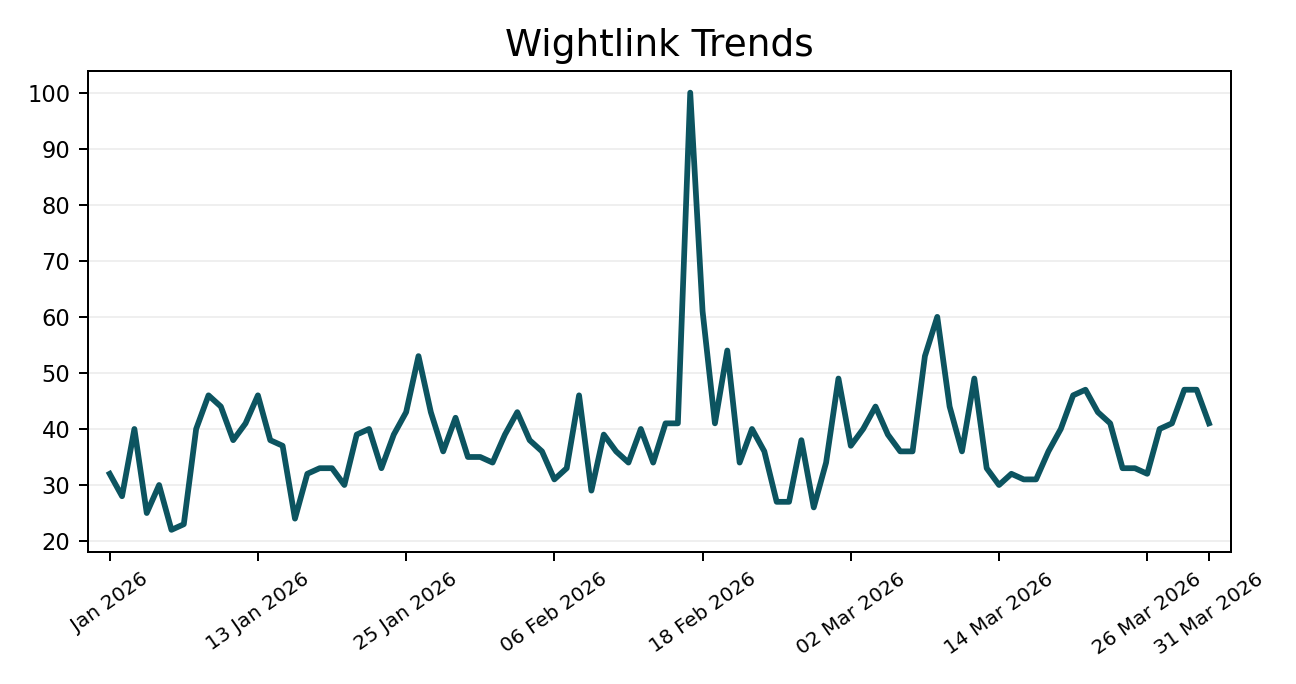 Wightlink Trends
100
90
80
70
60
50
40
30
20
Jan 2026
13 Jan 2026
25 Jan 2026
06 Feb 2026
18 Feb 2026
02 Mar 2026
14 Mar 2026
26 Mar 2026
31 Mar 2026